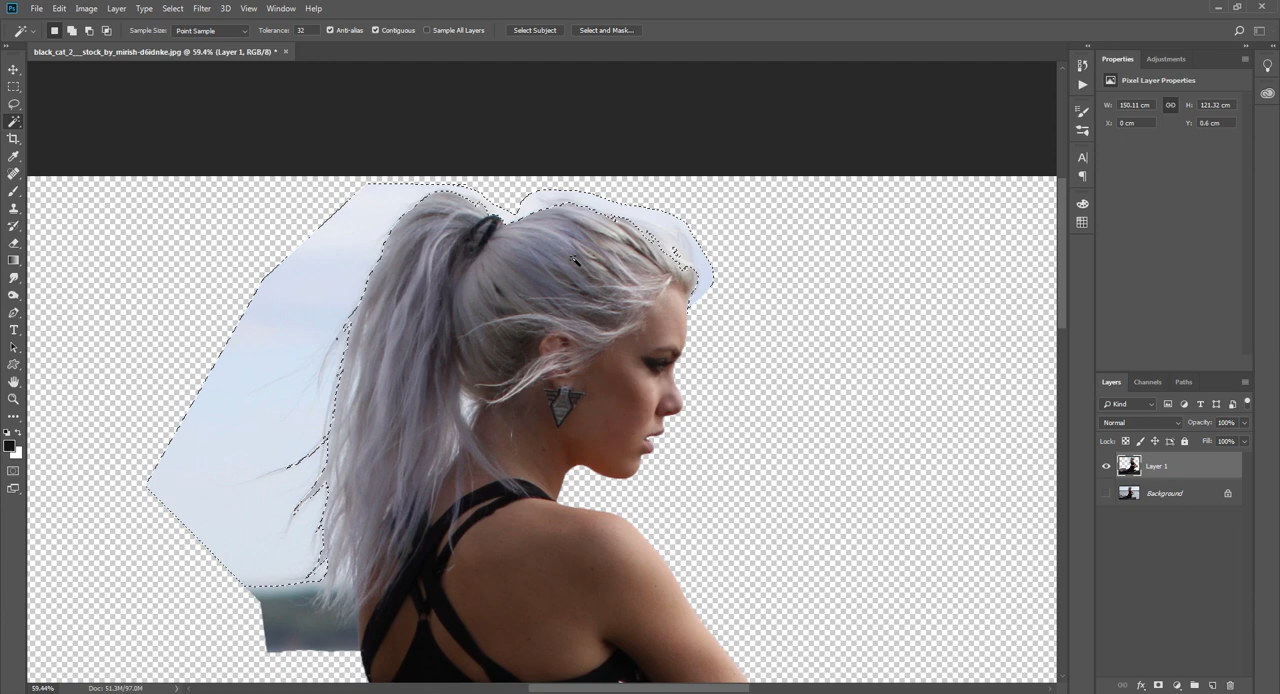 Ps File Edit Image Layer Type Select Filter 3D View Window Help
Sample Size: Point Sample Tolerance: 32 Anti-alias Contiguous Sample All Layers Select Subject Select and Mask...
black_cat_2___stock_by_mirish-d6idnke.jpg @ 59.4% (Layer 1, RGB/8) * ×
Properties Adjustments
Pixel Layer Properties
W: 150.11 cm H: 121.32 cm
X: 0 cm Y: 0.6 cm
Layers Channels Paths
Kind
Normal Opacity: 100%
Lock: Fill: 100%
Layer 1
Background
59.44% Doc: 51.3M/97.0M